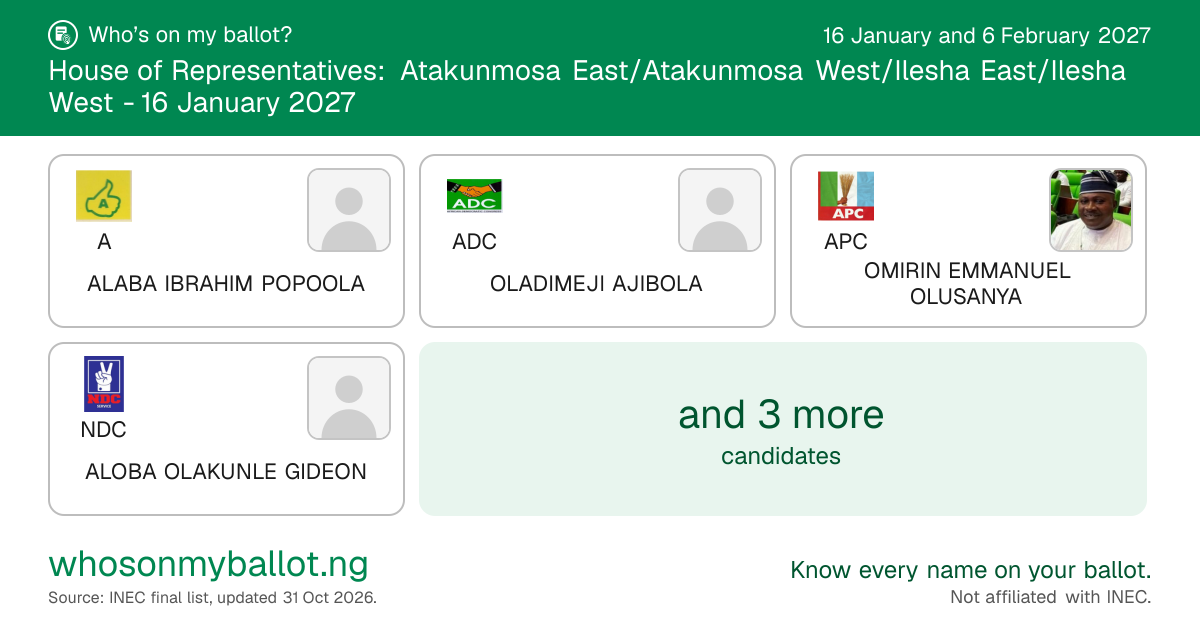 Who's on my ballot?
16 January and 6 February 2027
House of Representatives: Atakunmosa East/Atakunmosa West/Ilesha East/Ilesha
West - 16 January 2027
A
A
ALABA IBRAHIM POPOOLA
ADC
ADC
OLADIMEJI AJIBOLA
APC
APC
OMIRIN EMMANUEL
OLUSANYA
NDC
SERVICE
NDC
ALOBA OLAKUNLE GIDEON
and 3 more
candidates
whosonmyballot.ng
Source: INEC final list, updated 31 Oct 2026.
Know every name on your ballot.
Not affiliated with INEC.